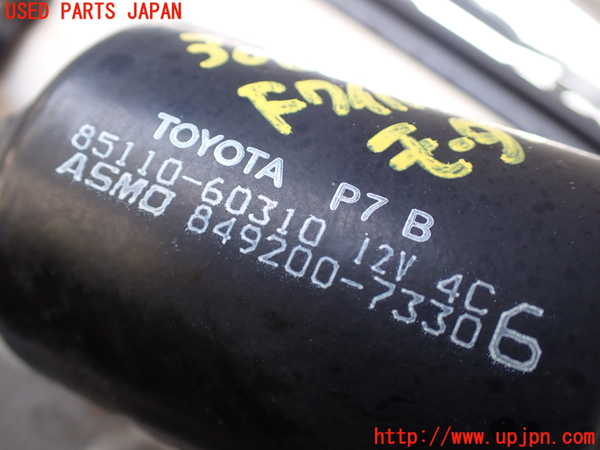 USED PARTS JAPAN
TOYOTA P7 B
85110-60310 12V 4C
ASMO 849200-7330 6
http://www.upjpn.com/